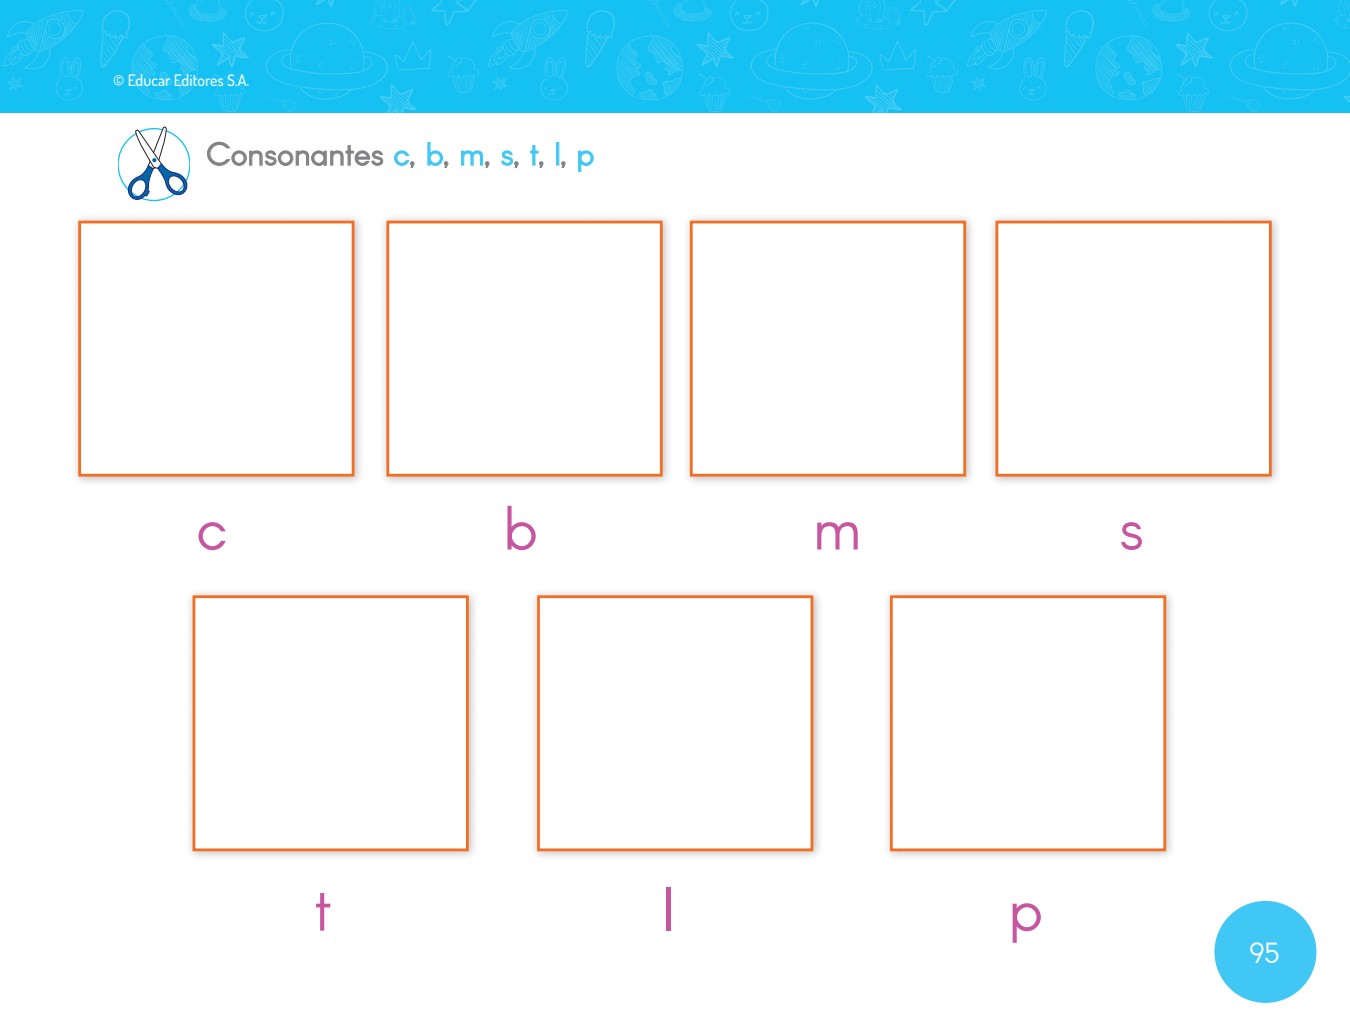 © Educar Editores S.A.
Consonantes c, b, m, s, t, l, p
c b m s
t l p
95